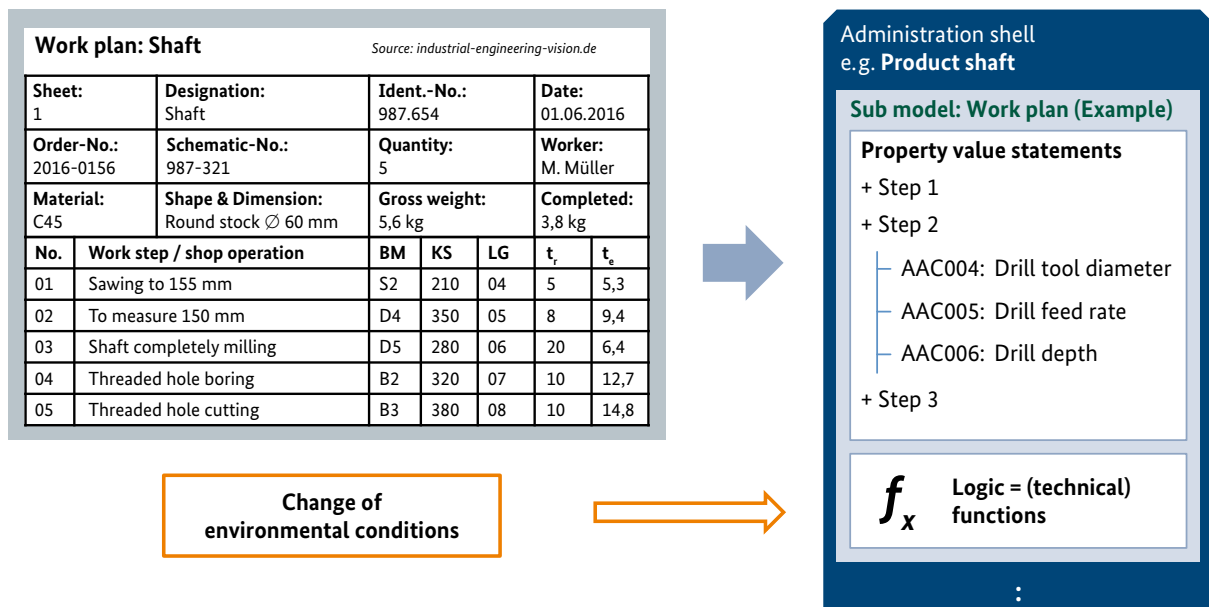 Work plan: Shaft Source: industrial-engineering-vision.de
Sheet: Designation: Ident.-No.: Date:
1 Shaft 987.654 01.06.2016
Order-No.: Schematic-No.: Quantity: Worker:
2016-0156 987-321 5 M. Müller
Material: Shape & Dimension: Gross weight: Completed:
C45 Round stock ∅ 60 mm 5,6 kg 3,8 kg
No. Work step / shop operation BM KS LG tr te
01 Sawing to 155 mm S2 210 04 5 5,3
02 To measure 150 mm D4 350 05 8 9,4
03 Shaft completely milling D5 280 06 20 6,4
04 Threaded hole boring B2 320 07 10 12,7
05 Threaded hole cutting B3 380 08 10 14,8
Change of
environmental conditions
Administration shell
e.g. Product shaft
Sub model: Work plan (Example)
Property value statements
+ Step 1
+ Step 2
AAC004: Drill tool diameter
AAC005: Drill feed rate
AAC006: Drill depth
+ Step 3
fx Logic = (technical)
functions
: